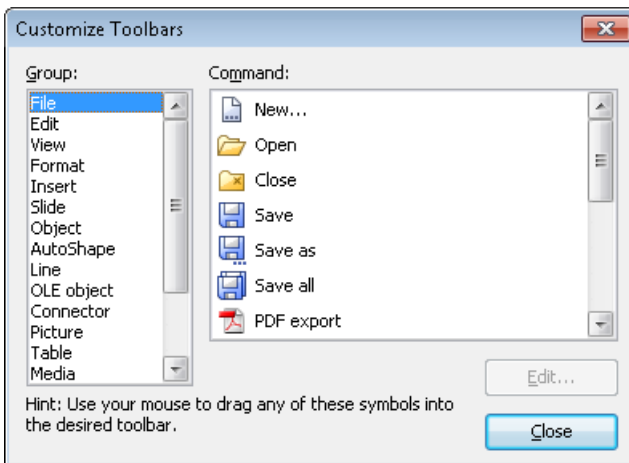 Customize Toolbars
Group:
Command:
File
Edit
View
Format
Insert
Slide
Object
AutoShape
Line
OLE object
Connector
Picture
Table
Media
New...
Open
Close
Save
Save as
Save all
PDF export
Edit...
Hint: Use your mouse to drag any of these symbols into
the desired toolbar.
Close